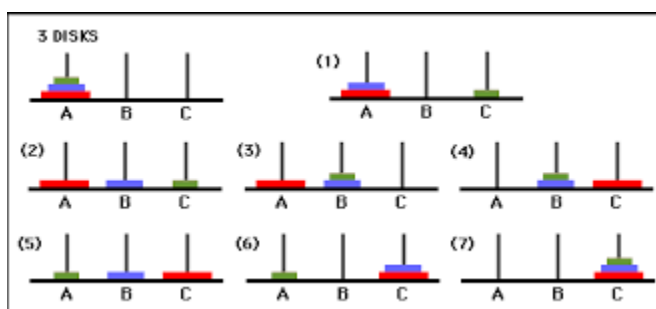 3 DISKS
(1)
A B C
A B C
(2)
(3)
(4)
A B C
A B C
A B C
(5)
(6)
(7)
A B C
A B C
A B C